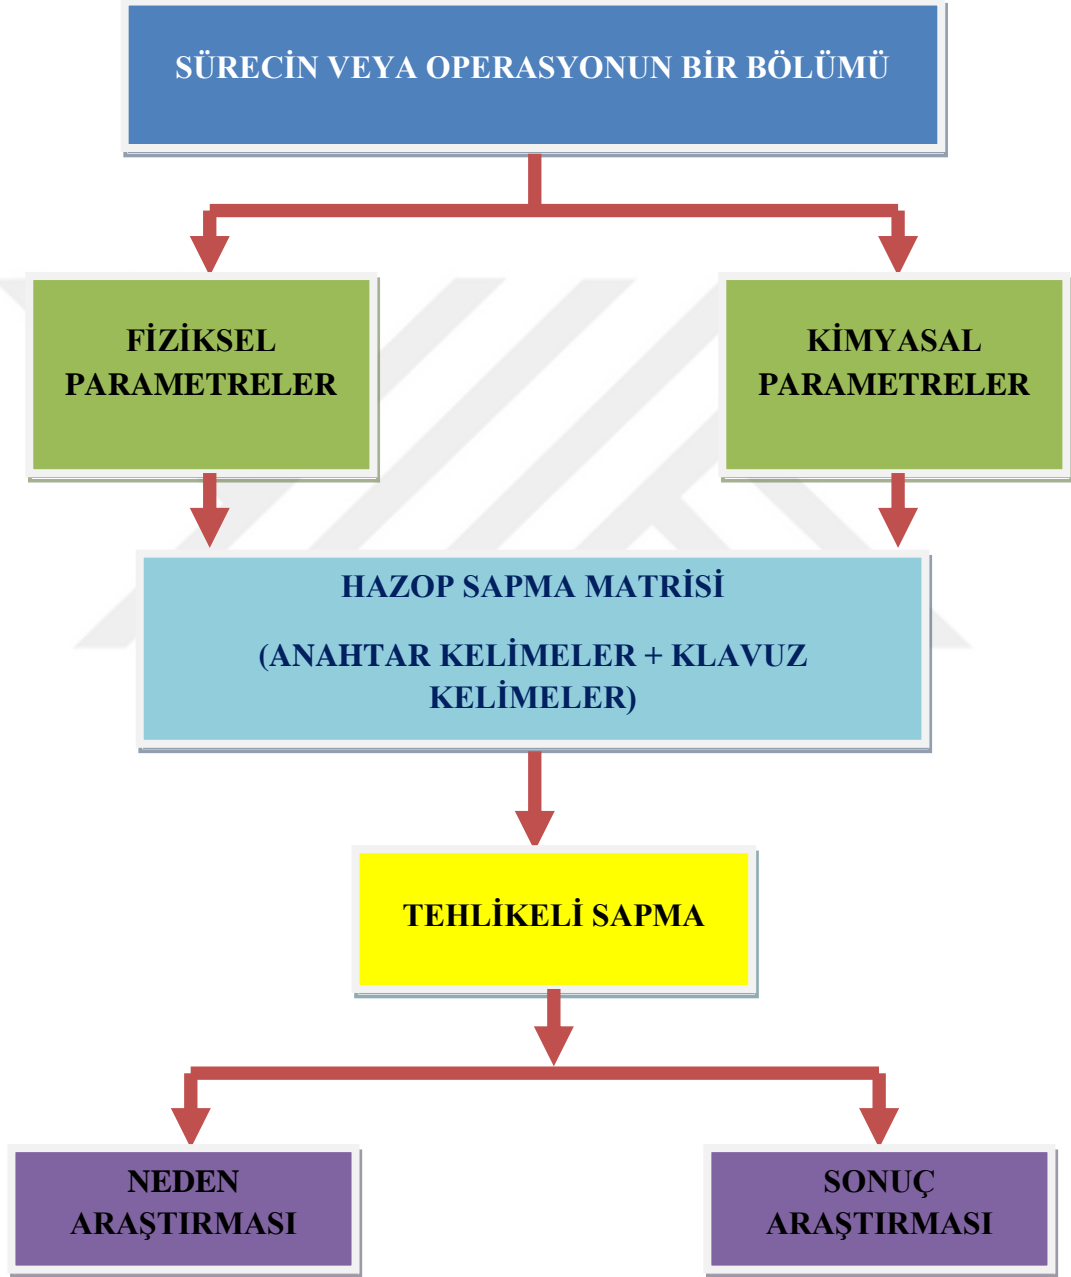 SÜRECİN VEYA OPERASYONUN BİR BÖLÜMÜ
FİZİKSEL
PARAMETRELER
KİMYASAL
PARAMETRELER
HAZOP SAPMA MATRİSİ
(ANAHTAR KELİMELER + KLAVUZ
KELİMELER)
TEHLİKELİ SAPMA
NEDEN
ARAŞTIRMASI
SONUÇ
ARAŞTIRMASI